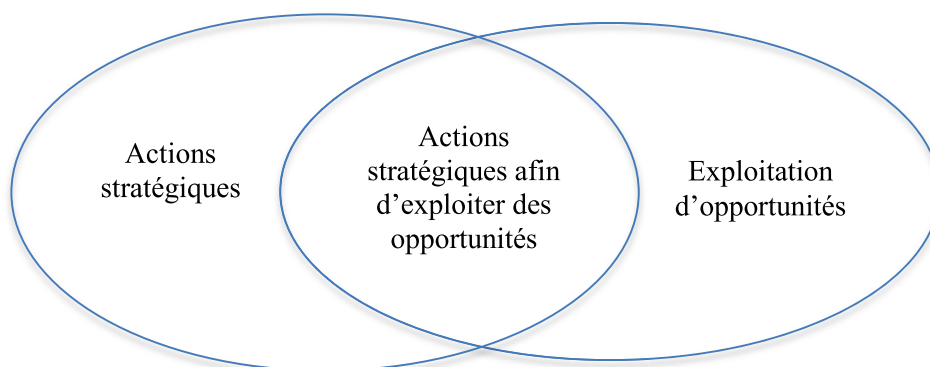 Actions
stratégiques
Actions
stratégiques afin
d’exploiter des
opportunités
Exploitation
d’opportunités